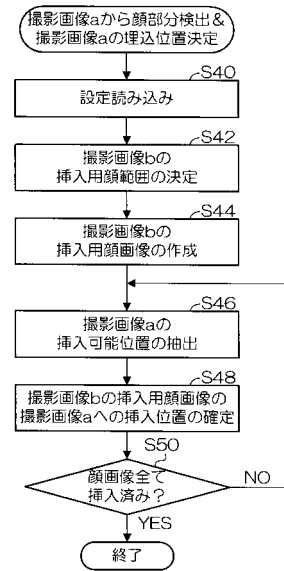 撮影画像aから顔部分検出&
撮影画像aの埋込位置決定
S40
設定読み込み
S42
撮影画像bの
挿入用顔範囲の決定
S44
撮影画像bの
挿入用顔画像の作成
S46
撮影画像aの
挿入可能位置の抽出
S48
撮影画像bの挿入用顔画像の
撮影画像aへの挿入位置の確定
S50
顔画像全て
挿入済み?
NO
YES
終了